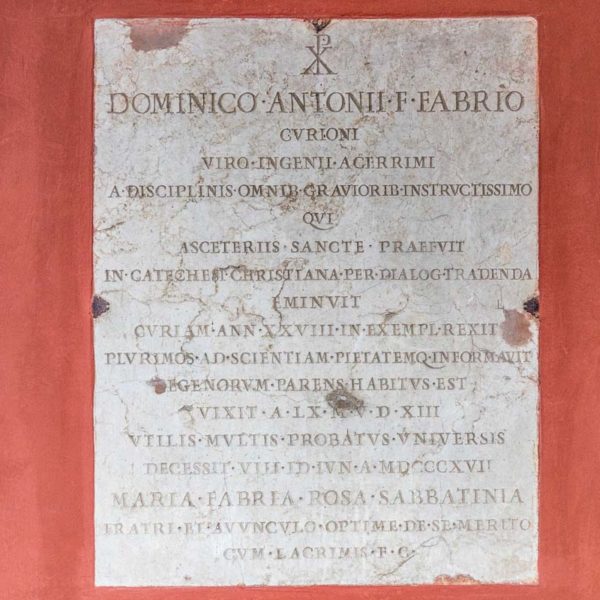 ☧
DOMINICO·ANTONII·F·FABRIO
CVRIONI
VIRO·INGENII·ACERRIMI
A·DISCIPLINIS·OMNIB·GRAVIORIB·INSTRVCTISSIMO
QVI
ASCETERIIS·SANCTE·PRAEFVIT
IN·CATECHESI·CHRISTIANA·PER·DIALOG·TRADENDA
EMINVIT
CVRIAM·ANN·XXVIII·IN·EXEMPL·REXIT
PLVRIMOS·AD·SCIENTIAM·PIETATEMQ·INFORMAVIT
EGENORVM·PARENS·HABITVS·EST
VIXIT·A·LX·M·V·D·XIII
VTILIS·MVLTIS·PROBATVS·VNIVERSIS
DECESSIT·VIII·ID·IVN·A·MDCCCXVII
MARIA·FABRIA·ROSA·SABBATINIA
FRATRI·ET·AVVNCVLO·OPTIME·DE·SE·MERITO
CVM·LACRIMIS·F·C·